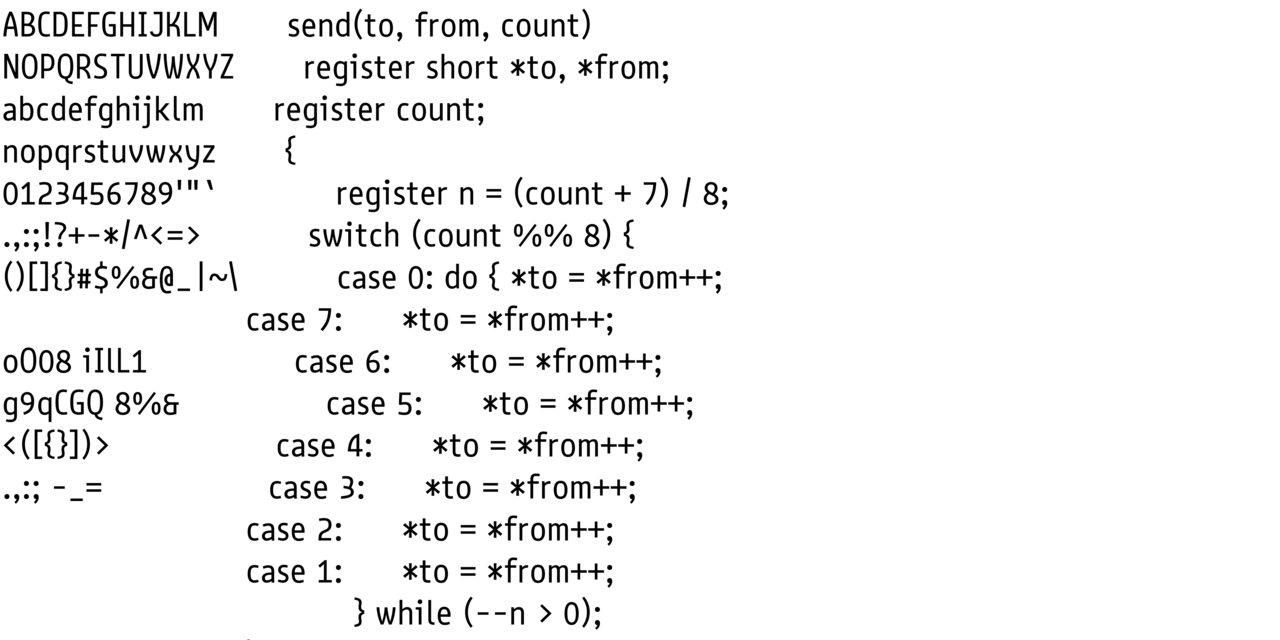 ABCDEFGHIJKLM send(to, from, count)
NOPQRSTUVWXYZ register short *to, *from;
abcdefghijklm register count;
nopqrstuvwxyz {
0123456789'"` register n = (count + 7) / 8;
.,:;!?+-*/^<=> switch (count %% 8) {
()[]{}#$%&@_|~\ case 0: do { *to = *from++;
case 7: *to = *from++;
oO08 iIlL1 case 6: *to = *from++;
g9qCGQ 8%& case 5: *to = *from++;
<([{}])> case 4: *to = *from++;
.,:; -_= case 3: *to = *from++;
case 2: *to = *from++;
case 1: *to = *from++;
} while (--n > 0);